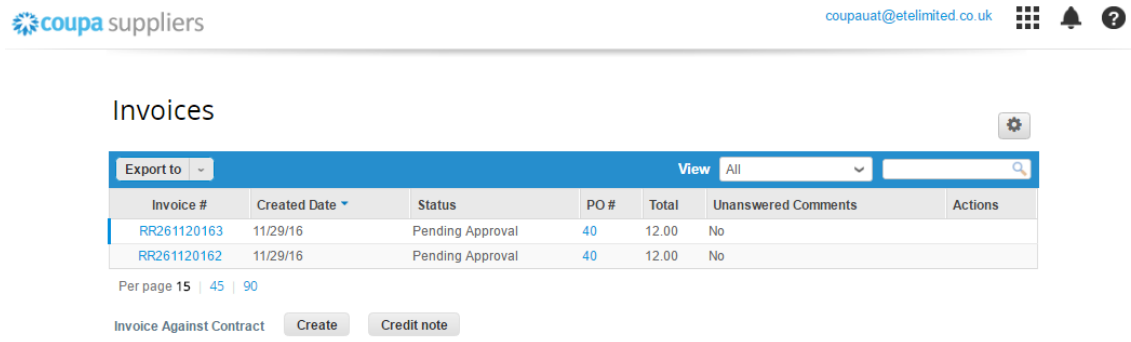 coupa suppliers
coupauat@etelimited.co.uk
?
Invoices
Export to View All
Invoice # Created Date Status PO # Total Unanswered Comments Actions
RR261120163 11/29/16 Pending Approval 40 12.00 No
RR261120162 11/29/16 Pending Approval 40 12.00 No
Per page 15 | 45 | 90
Invoice Against Contract Create Credit note